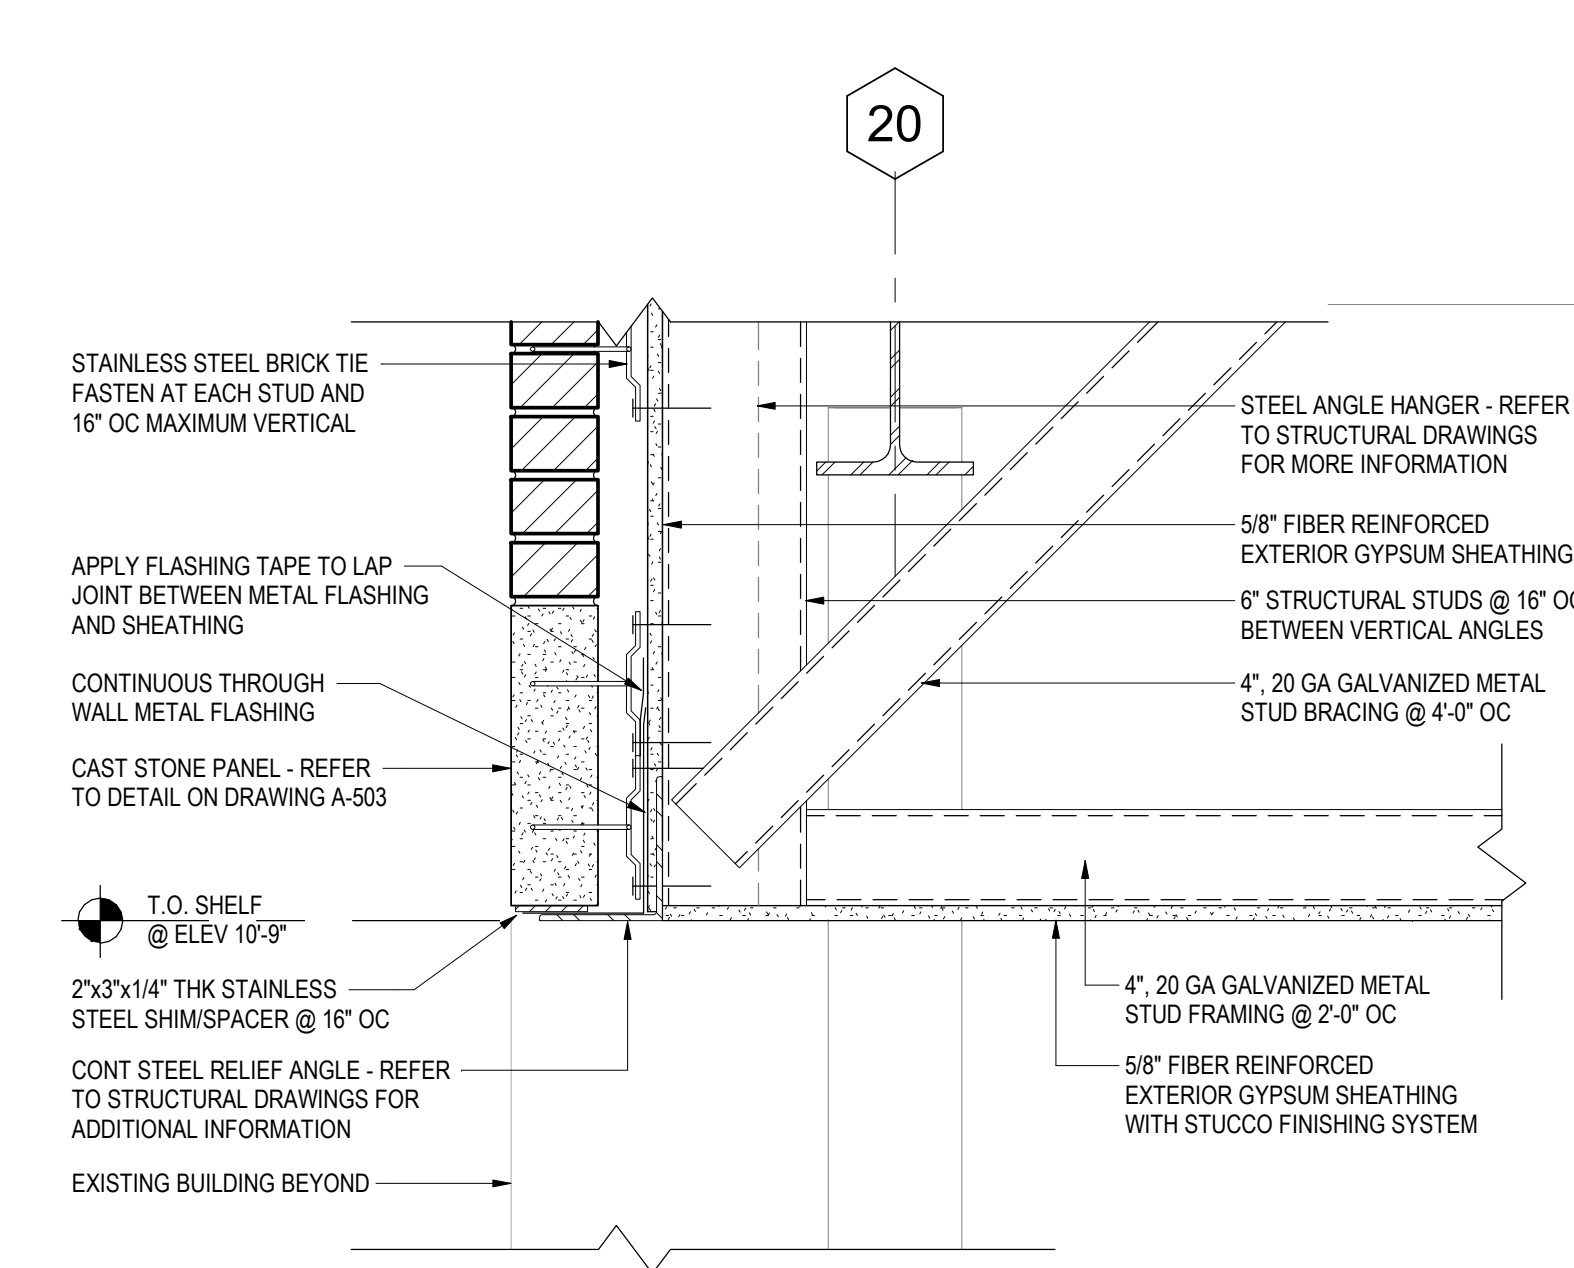 20
STAINLESS STEEL BRICK TIE
FASTEN AT EACH STUD AND
16" OC MAXIMUM VERTICAL
APPLY FLASHING TAPE TO LAP
JOINT BETWEEN METAL FLASHING
AND SHEATHING
CONTINUOUS THROUGH
WALL METAL FLASHING
CAST STONE PANEL - REFER
TO DETAIL ON DRAWING A-503
T.O. SHELF
@ ELEV 10'-9"
2"x3"x1/4" THK STAINLESS
STEEL SHIM/SPACER @ 16" OC
CONT STEEL RELIEF ANGLE - REFER
TO STRUCTURAL DRAWINGS FOR
ADDITIONAL INFORMATION
EXISTING BUILDING BEYOND
STEEL ANGLE HANGER - REFER
TO STRUCTURAL DRAWINGS
FOR MORE INFORMATION
5/8" FIBER REINFORCED
EXTERIOR GYPSUM SHEATHING
6" STRUCTURAL STUDS @ 16" OC
BETWEEN VERTICAL ANGLES
4", 20 GA GALVANIZED METAL
STUD BRACING @ 4'-0" OC
4", 20 GA GALVANIZED METAL
STUD FRAMING @ 2'-0" OC
5/8" FIBER REINFORCED
EXTERIOR GYPSUM SHEATHING
WITH STUCCO FINISHING SYSTEM